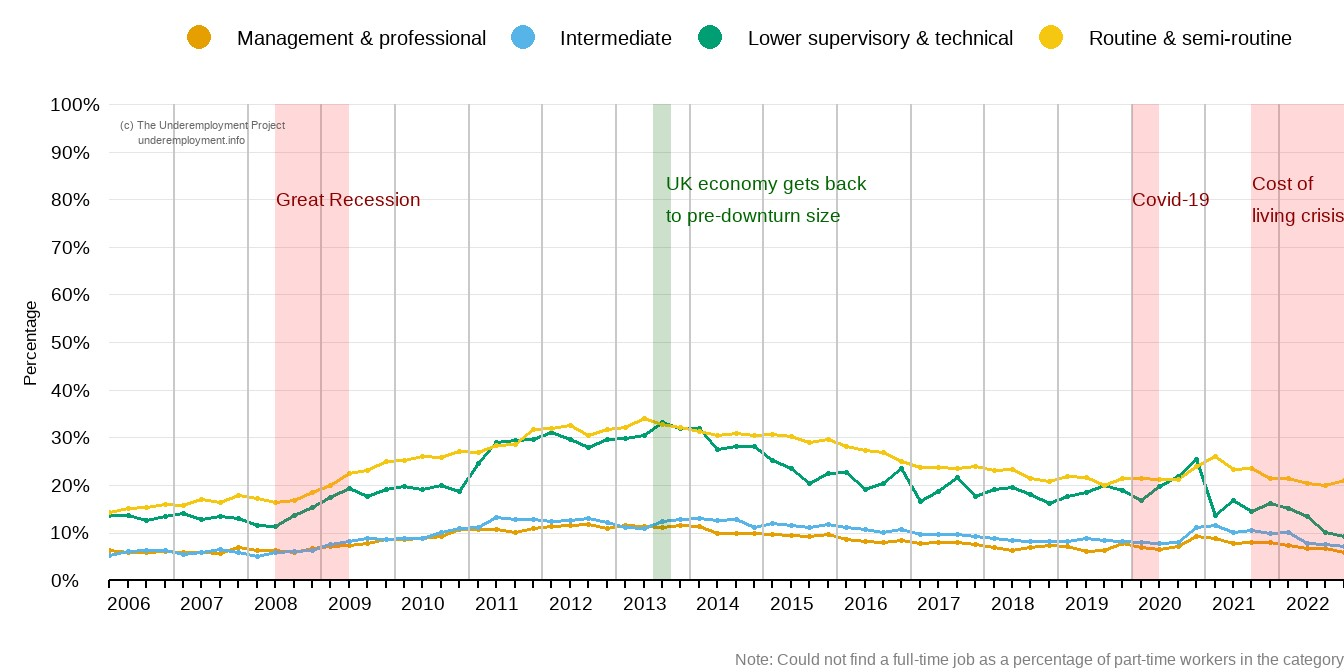 Management & professional
Intermediate
Lower supervisory & technical
Routine & semi-routine
100%
(c) The Underemployment Project
underemployment.info
90%
UK economy gets back
Cost of
80%
Great Recession
Covid-19
to pre-downturn size
living crisis
70%
60%
50%
40%
30%
20%
10%
0%
Percentage
2006 2007 2008 2009 2010 2011 2012 2013 2014 2015 2016 2017 2018 2019 2020 2021 2022
Note: Could not find a full-time job as a percentage of part-time workers in the category